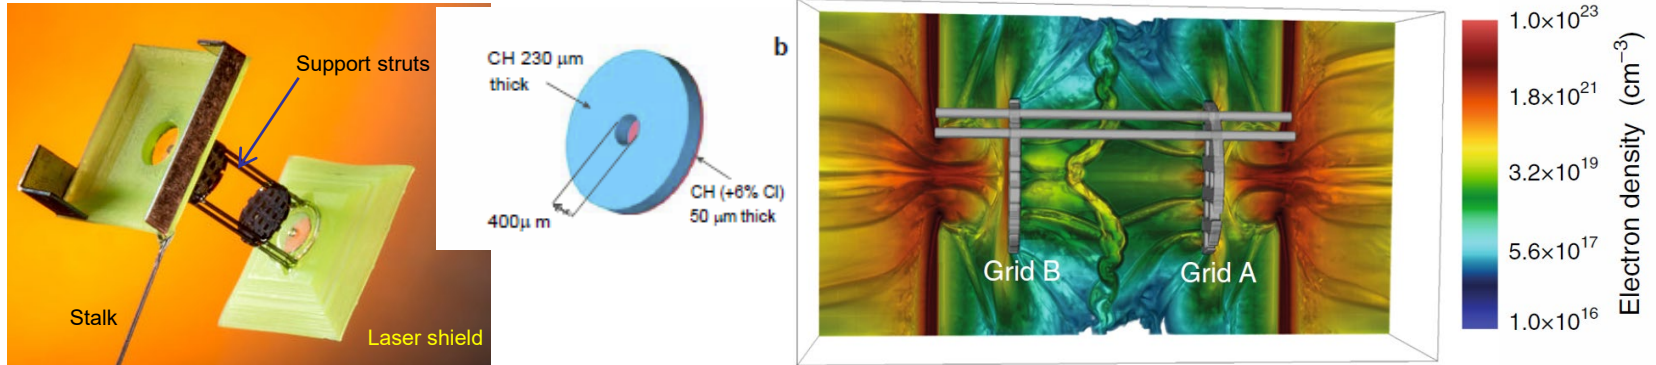 Support struts
Stalk
Laser shield
CH 230 μm
thick
400μ m
CH (+6% Cl)
50 μm thick
b
Grid B
Grid A
1.0×10²³
1.8×10²¹
3.2×10¹⁹
5.6×10¹⁷
1.0×10¹⁶
Electron density (cm⁻³)